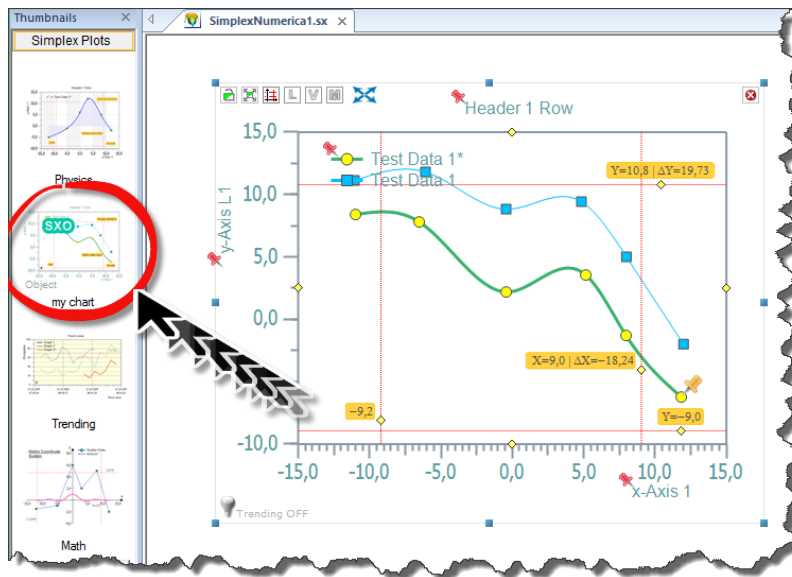 Thumbnails
Simplex Plots
Physics
SXO
Object
my chart
Trending
Math
SimplexNumerica1.sx
L V M
Header 1 Row
Test Data 1*
Test Data 1
y-Axis L1
15,0
10,0
5,0
0,0
-10,0
Y=10,8 | ΔY=19,73
X=9,0 | ΔX=−18,24
−9,2
Y=−9,0
-15,0 -10,0 -5,0 0,0 5,0 10,0 15,0
x-Axis 1
Trending OFF